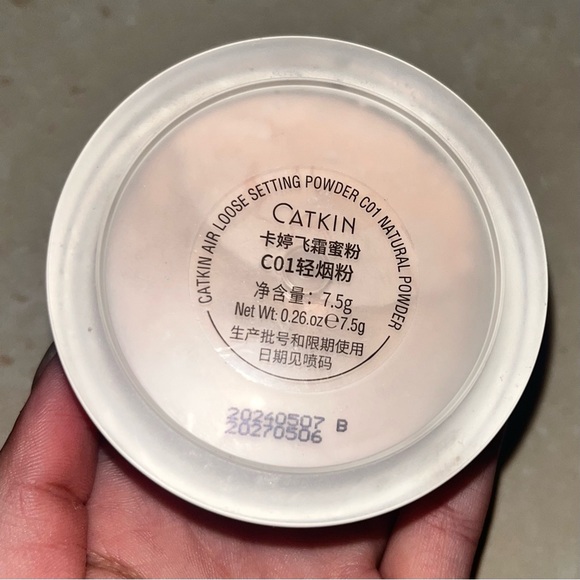 CATKIN AIR LOOSE SETTING POWDER C01 NATURAL POWDER
CATKIN
卡婷飞霜蜜粉
C01轻烟粉
净含量：7.5g
Net Wt: 0.26.oz℮7.5g
生产批号和限期使用
日期见喷码
20240507 B
20270506